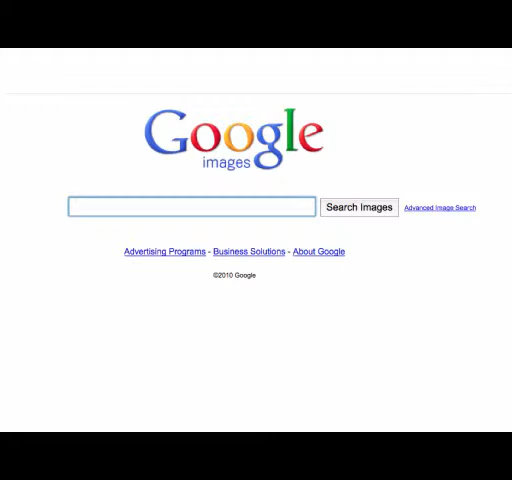 Google
images
Search Images Advanced Image Search
Advertising Programs - Business Solutions - About Google
©2010 Google